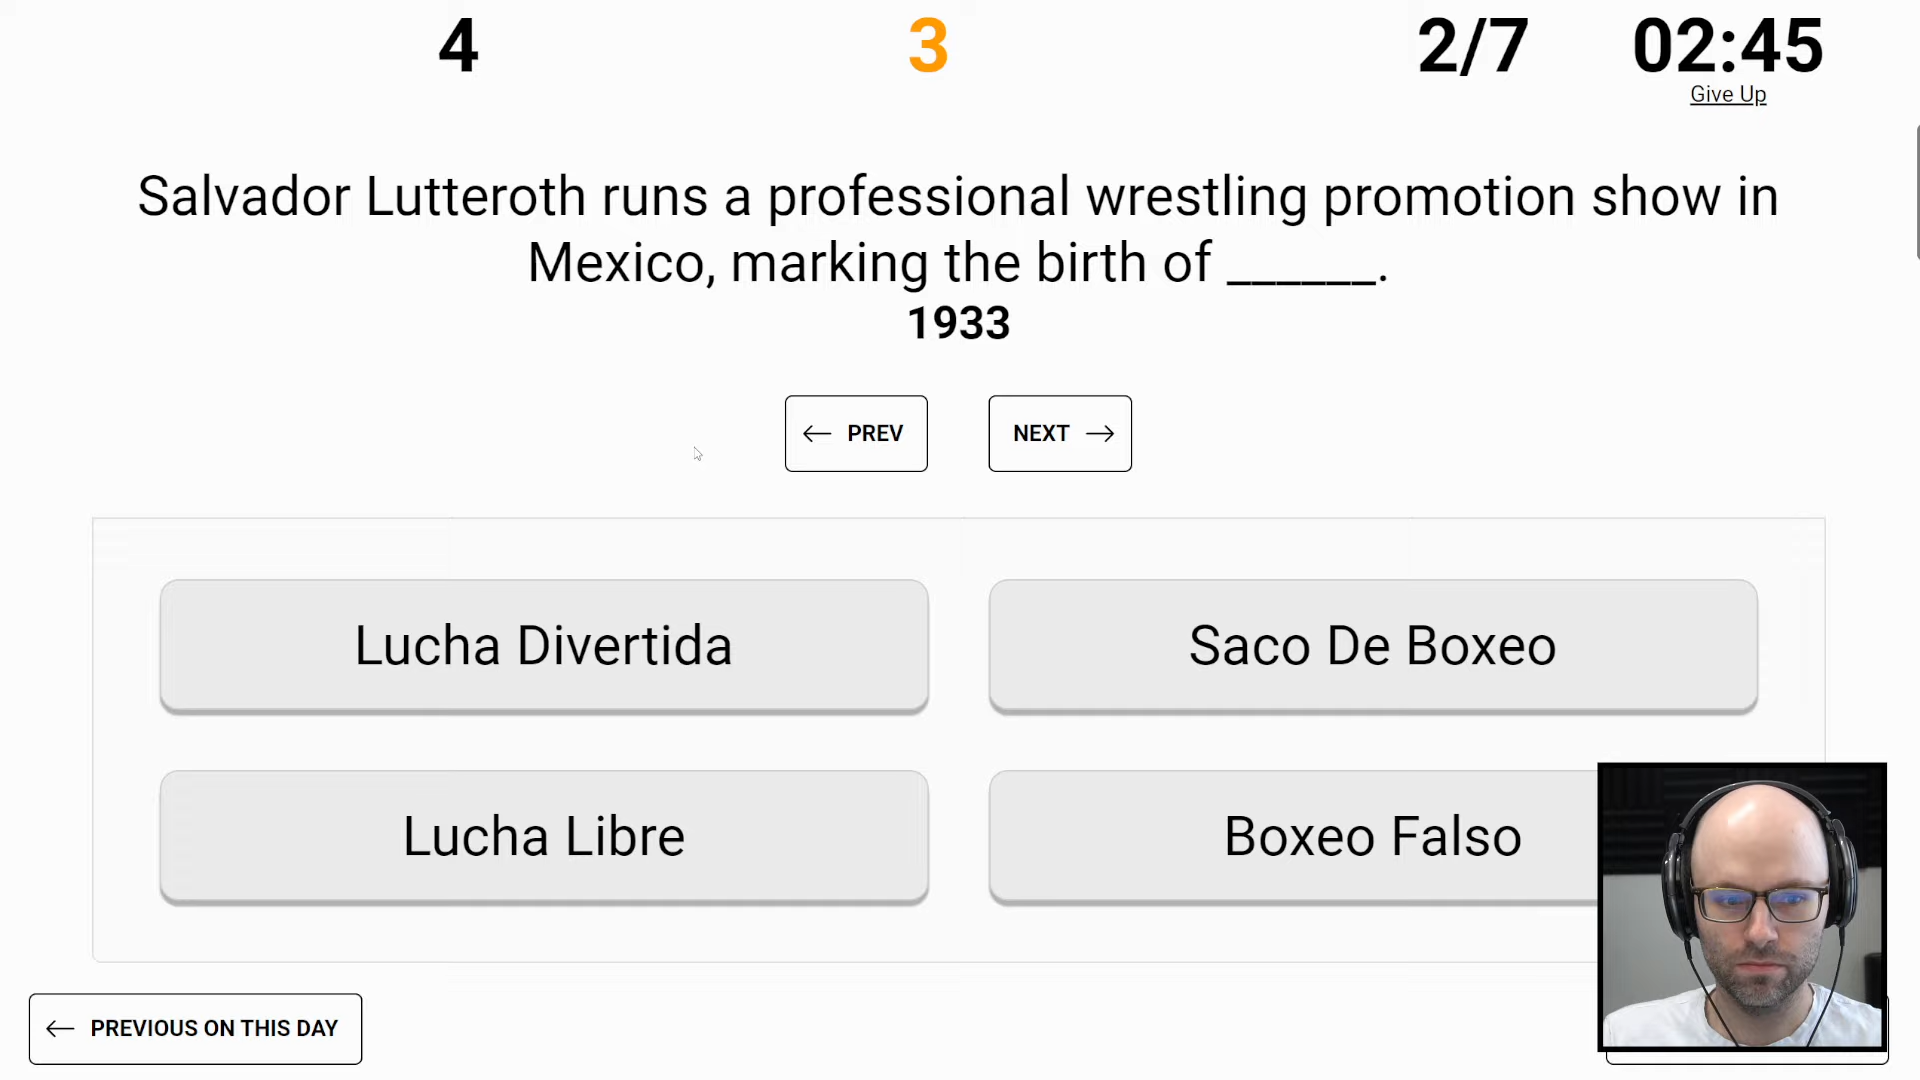 4
3
2/7
02:45
Give Up
Salvador Lutteroth runs a professional wrestling promotion show in
Mexico, marking the birth of ______.
1933
← PREV
NEXT →
Lucha Divertida
Saco De Boxeo
Lucha Libre
Boxeo Falso
← PREVIOUS ON THIS DAY